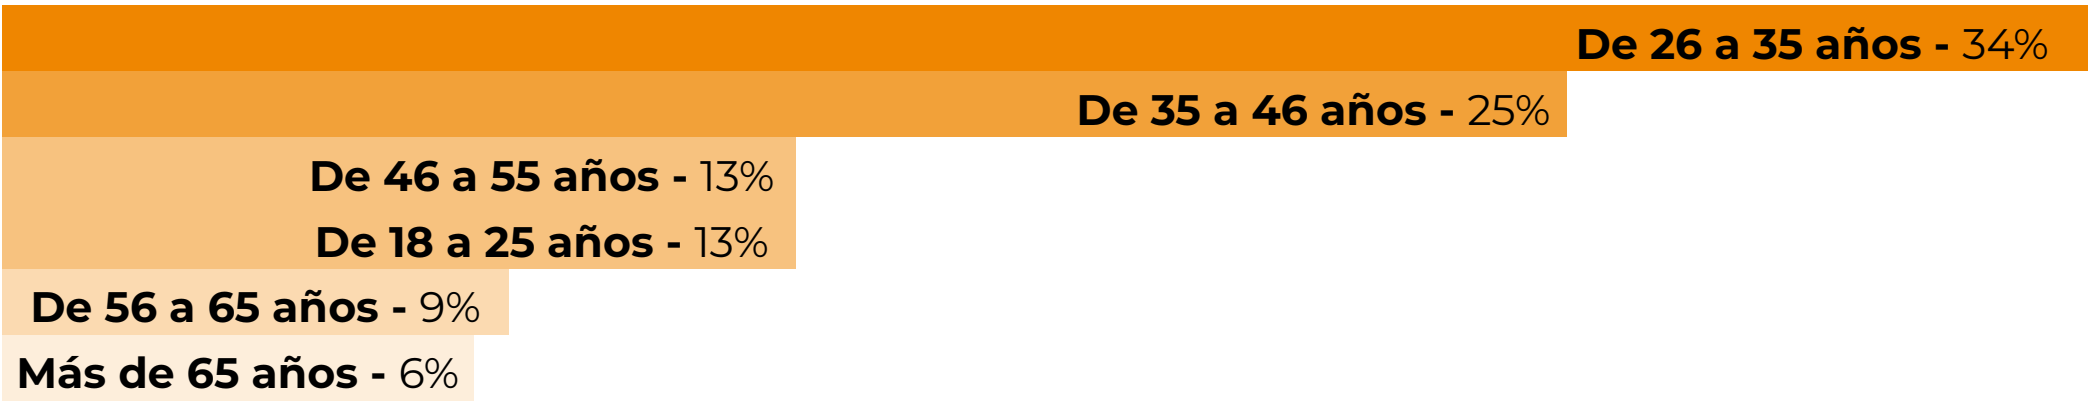 De 26 a 35 años - 34%
De 35 a 46 años - 25%
De 46 a 55 años - 13%
De 18 a 25 años - 13%
De 56 a 65 años - 9%
Más de 65 años - 6%